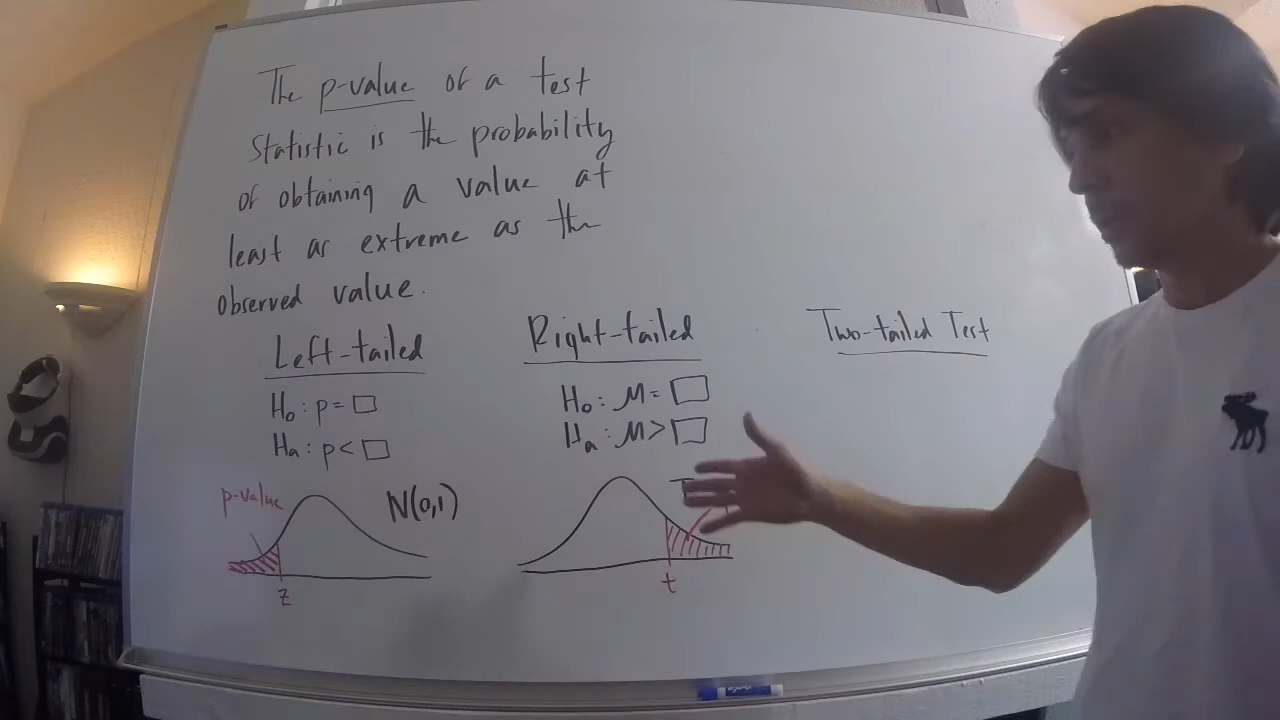 The p-value of a test
Statistic is the probability
of obtaining a value at
least as extreme as the
observed value.
Left-tailed
H₀: p = □
Hₐ: p < □
p-value
N(0,1)
z
Right-tailed
H₀: μ = □
Hₐ: μ > □
T
t
Two-tailed Test